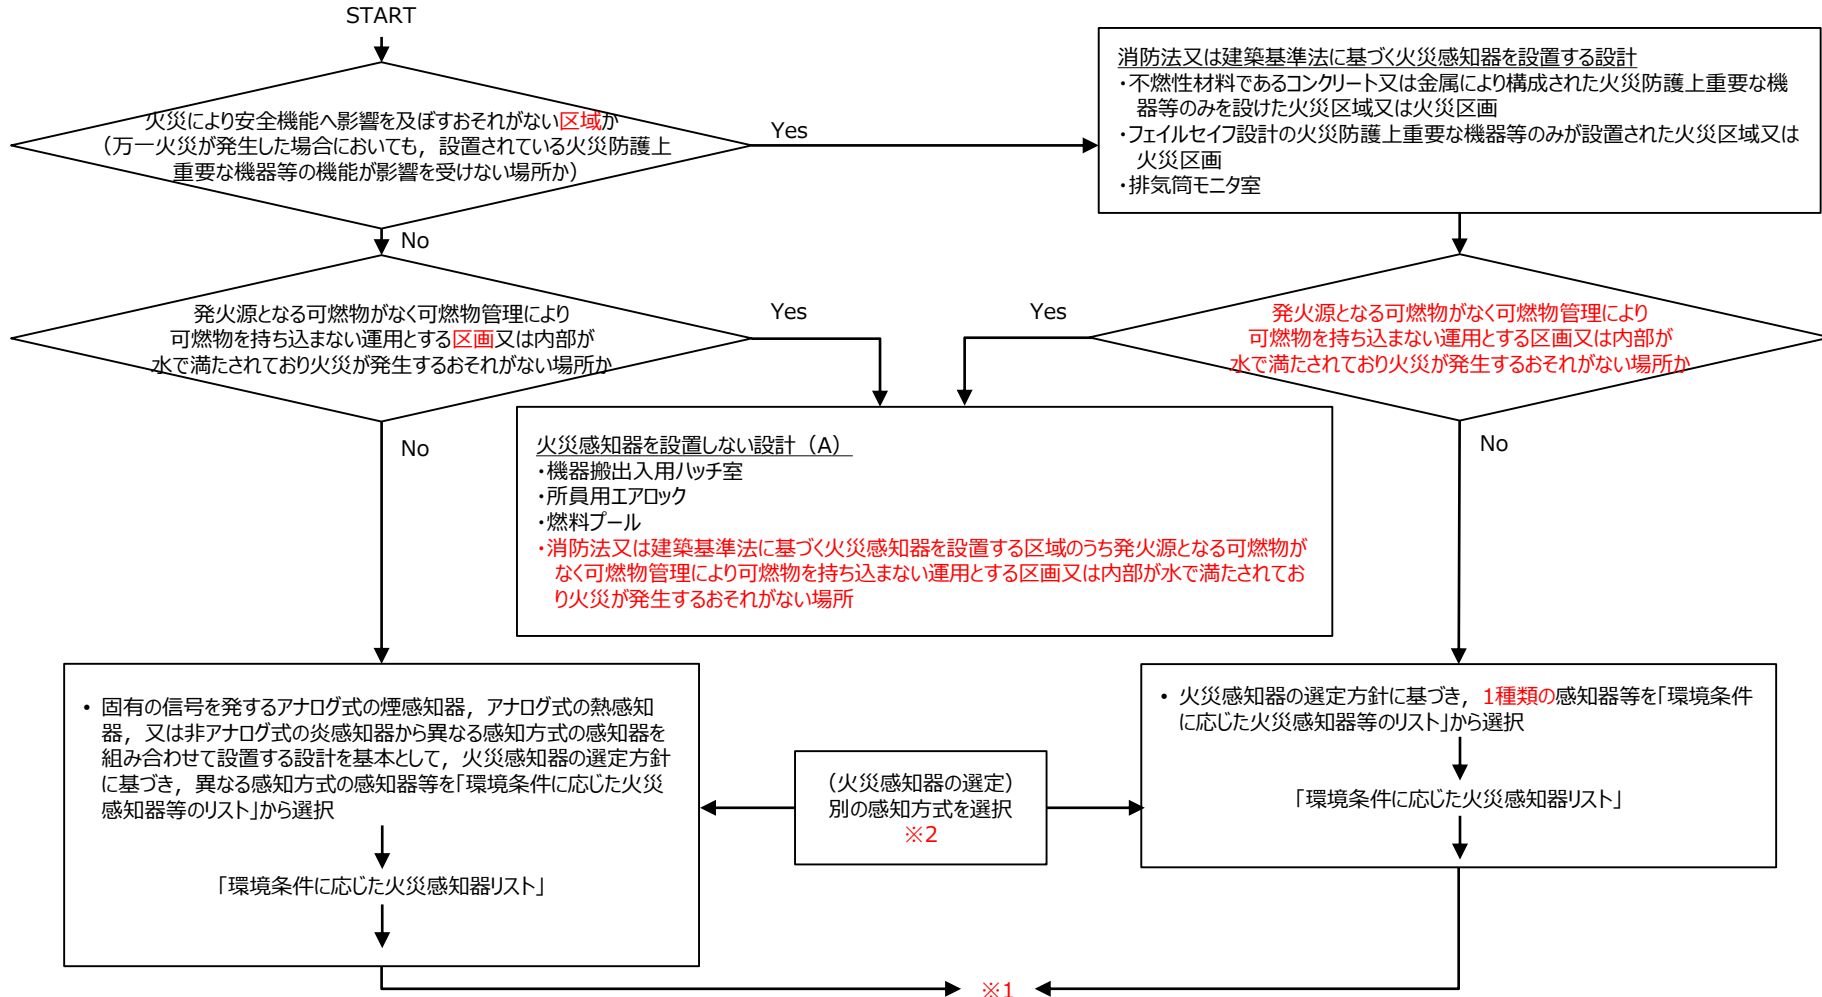 START
火災により安全機能へ影響を及ぼすおそれがない区域か
（万一火災が発生した場合においても，設置されている火災防護上
重要な機器等の機能が影響を受けない場所か）
Yes
消防法又は建築基準法に基づく火災感知器を設置する設計
・不燃性材料であるコンクリート又は金属により構成された火災防護上重要な機
器等のみを設けた火災区域又は火災区画
・フェイルセイフ設計の火災防護上重要な機器等のみが設置された火災区域又は
火災区画
・排気筒モニタ室
No
発火源となる可燃物がなく可燃物管理により
可燃物を持ち込まない運用とする区画又は内部が
水で満たされており火災が発生するおそれがない場所か
Yes
Yes
発火源となる可燃物がなく可燃物管理により
可燃物を持ち込まない運用とする区画又は内部が
水で満たされており火災が発生するおそれがない場所か
No
No
火災感知器を設置しない設計（A）
・機器搬出入用ハッチ室
・所員用エアロック
・燃料プール
・消防法又は建築基準法に基づく火災感知器を設置する区域のうち発火源となる可燃物が
なく可燃物管理により可燃物を持ち込まない運用とする区画又は内部が水で満たされてお
り火災が発生するおそれがない場所
• 固有の信号を発するアナログ式の煙感知器，アナログ式の熱感知
器，又は非アナログ式の炎感知器から異なる感知方式の感知器を
組み合わせて設置する設計を基本として，火災感知器の選定方針
に基づき，異なる感知方式の感知器等を「環境条件に応じた火災
感知器等のリスト」から選択
「環境条件に応じた火災感知器リスト」
（火災感知器の選定）
別の感知方式を選択
※2
• 火災感知器の選定方針に基づき，1種類の感知器等を「環境条件
に応じた火災感知器等のリスト」から選択
「環境条件に応じた火災感知器リスト」
※1